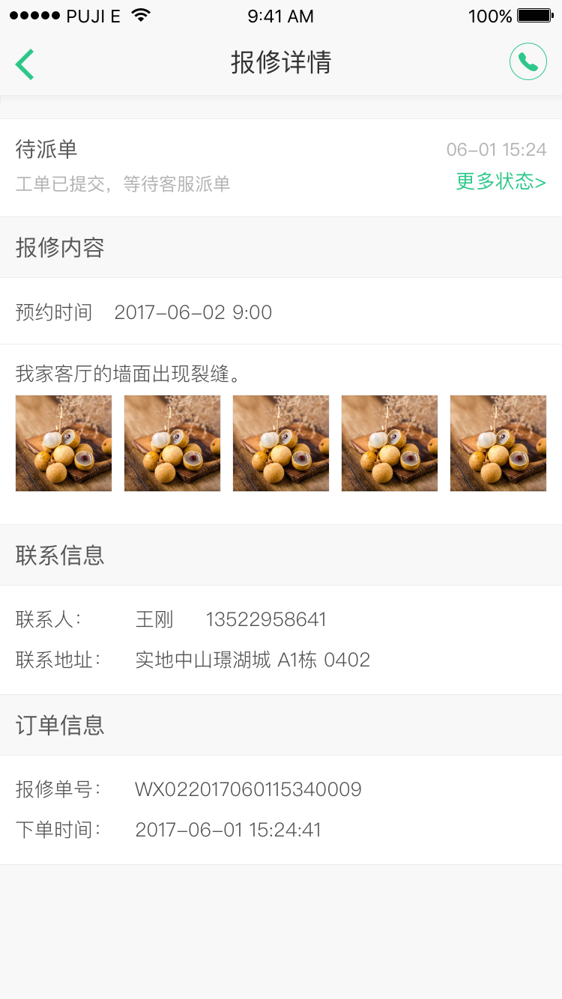 PUJI E 9:41 AM 100%
报修详情
待派单 06-01 15:24
工单已提交，等待客服派单 更多状态>
报修内容
预约时间 2017-06-02 9:00
我家客厅的墙面出现裂缝。
联系信息
联系人： 王刚 13522958641
联系地址： 实地中山璟湖城 A1栋 0402
订单信息
报修单号： WX022017060115340009
下单时间： 2017-06-01 15:24:41